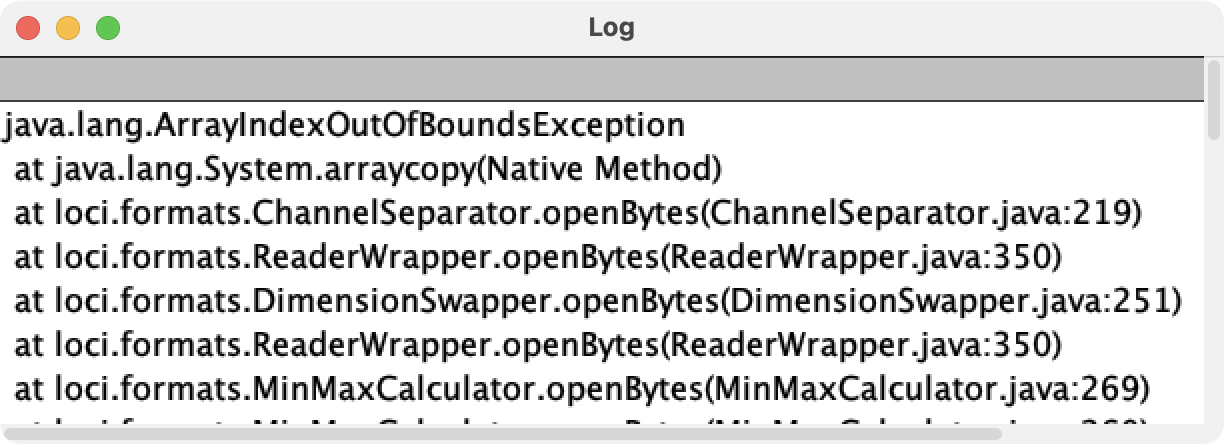 Log
java.lang.ArrayIndexOutOfBoundsException
at java.lang.System.arraycopy(Native Method)
at loci.formats.ChannelSeparator.openBytes(ChannelSeparator.java:219)
at loci.formats.ReaderWrapper.openBytes(ReaderWrapper.java:350)
at loci.formats.DimensionSwapper.openBytes(DimensionSwapper.java:251)
at loci.formats.ReaderWrapper.openBytes(ReaderWrapper.java:350)
at loci.formats.MinMaxCalculator.openBytes(MinMaxCalculator.java:269)